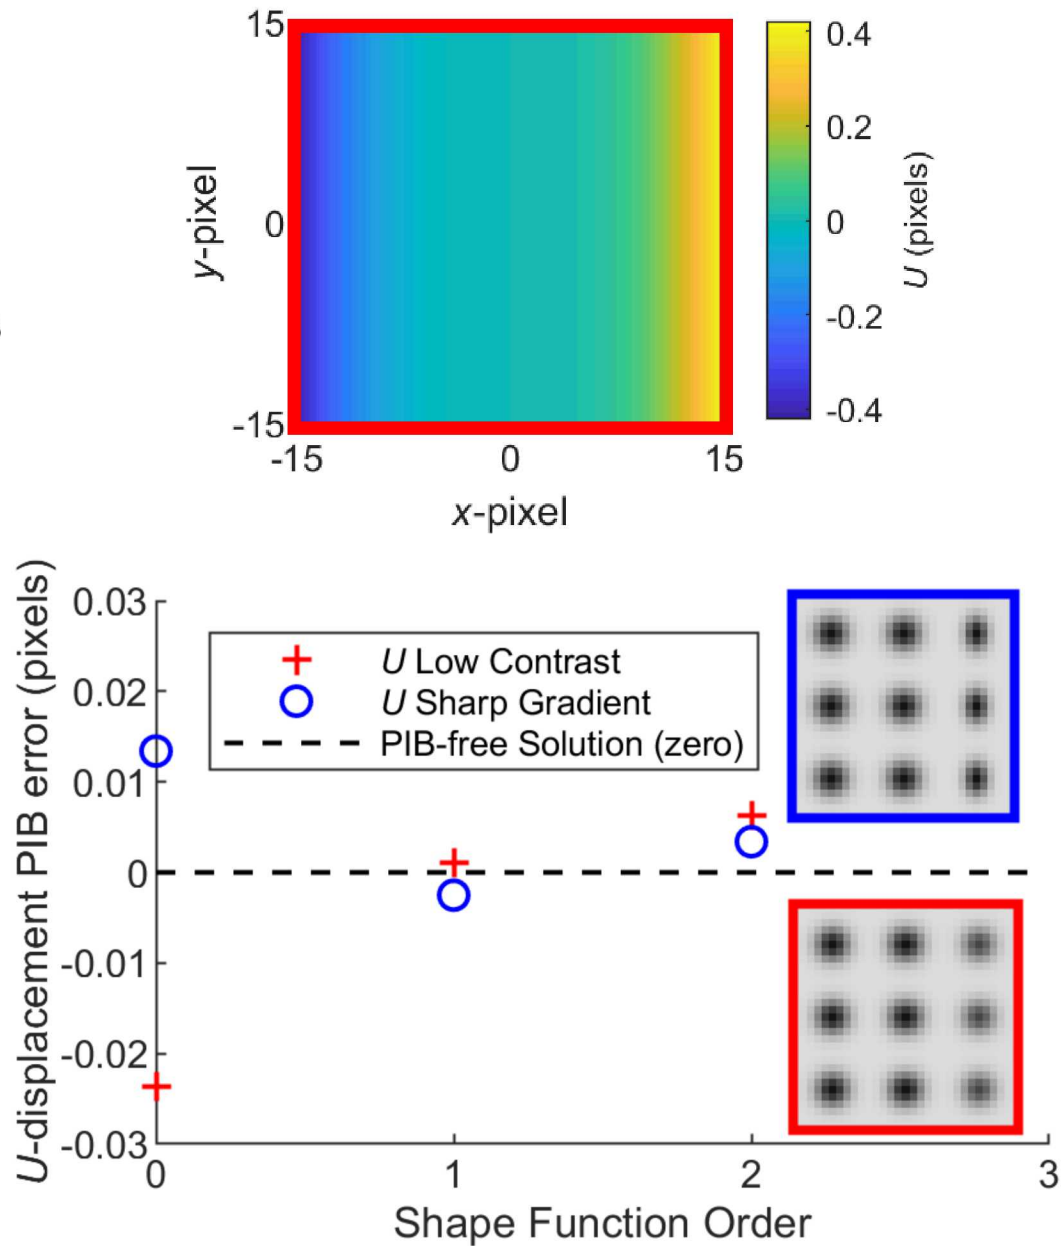 15
0
-15
y-pixel
-15 0 15
x-pixel
0.4
0.2
0
-0.2
-0.4
U (pixels)
U-displacement PIB error (pixels)
0.03
0.02
0.01
0
-0.01
-0.02
-0.03
U Low Contrast
U Sharp Gradient
PIB-free Solution (zero)
0 1 2 3
Shape Function Order